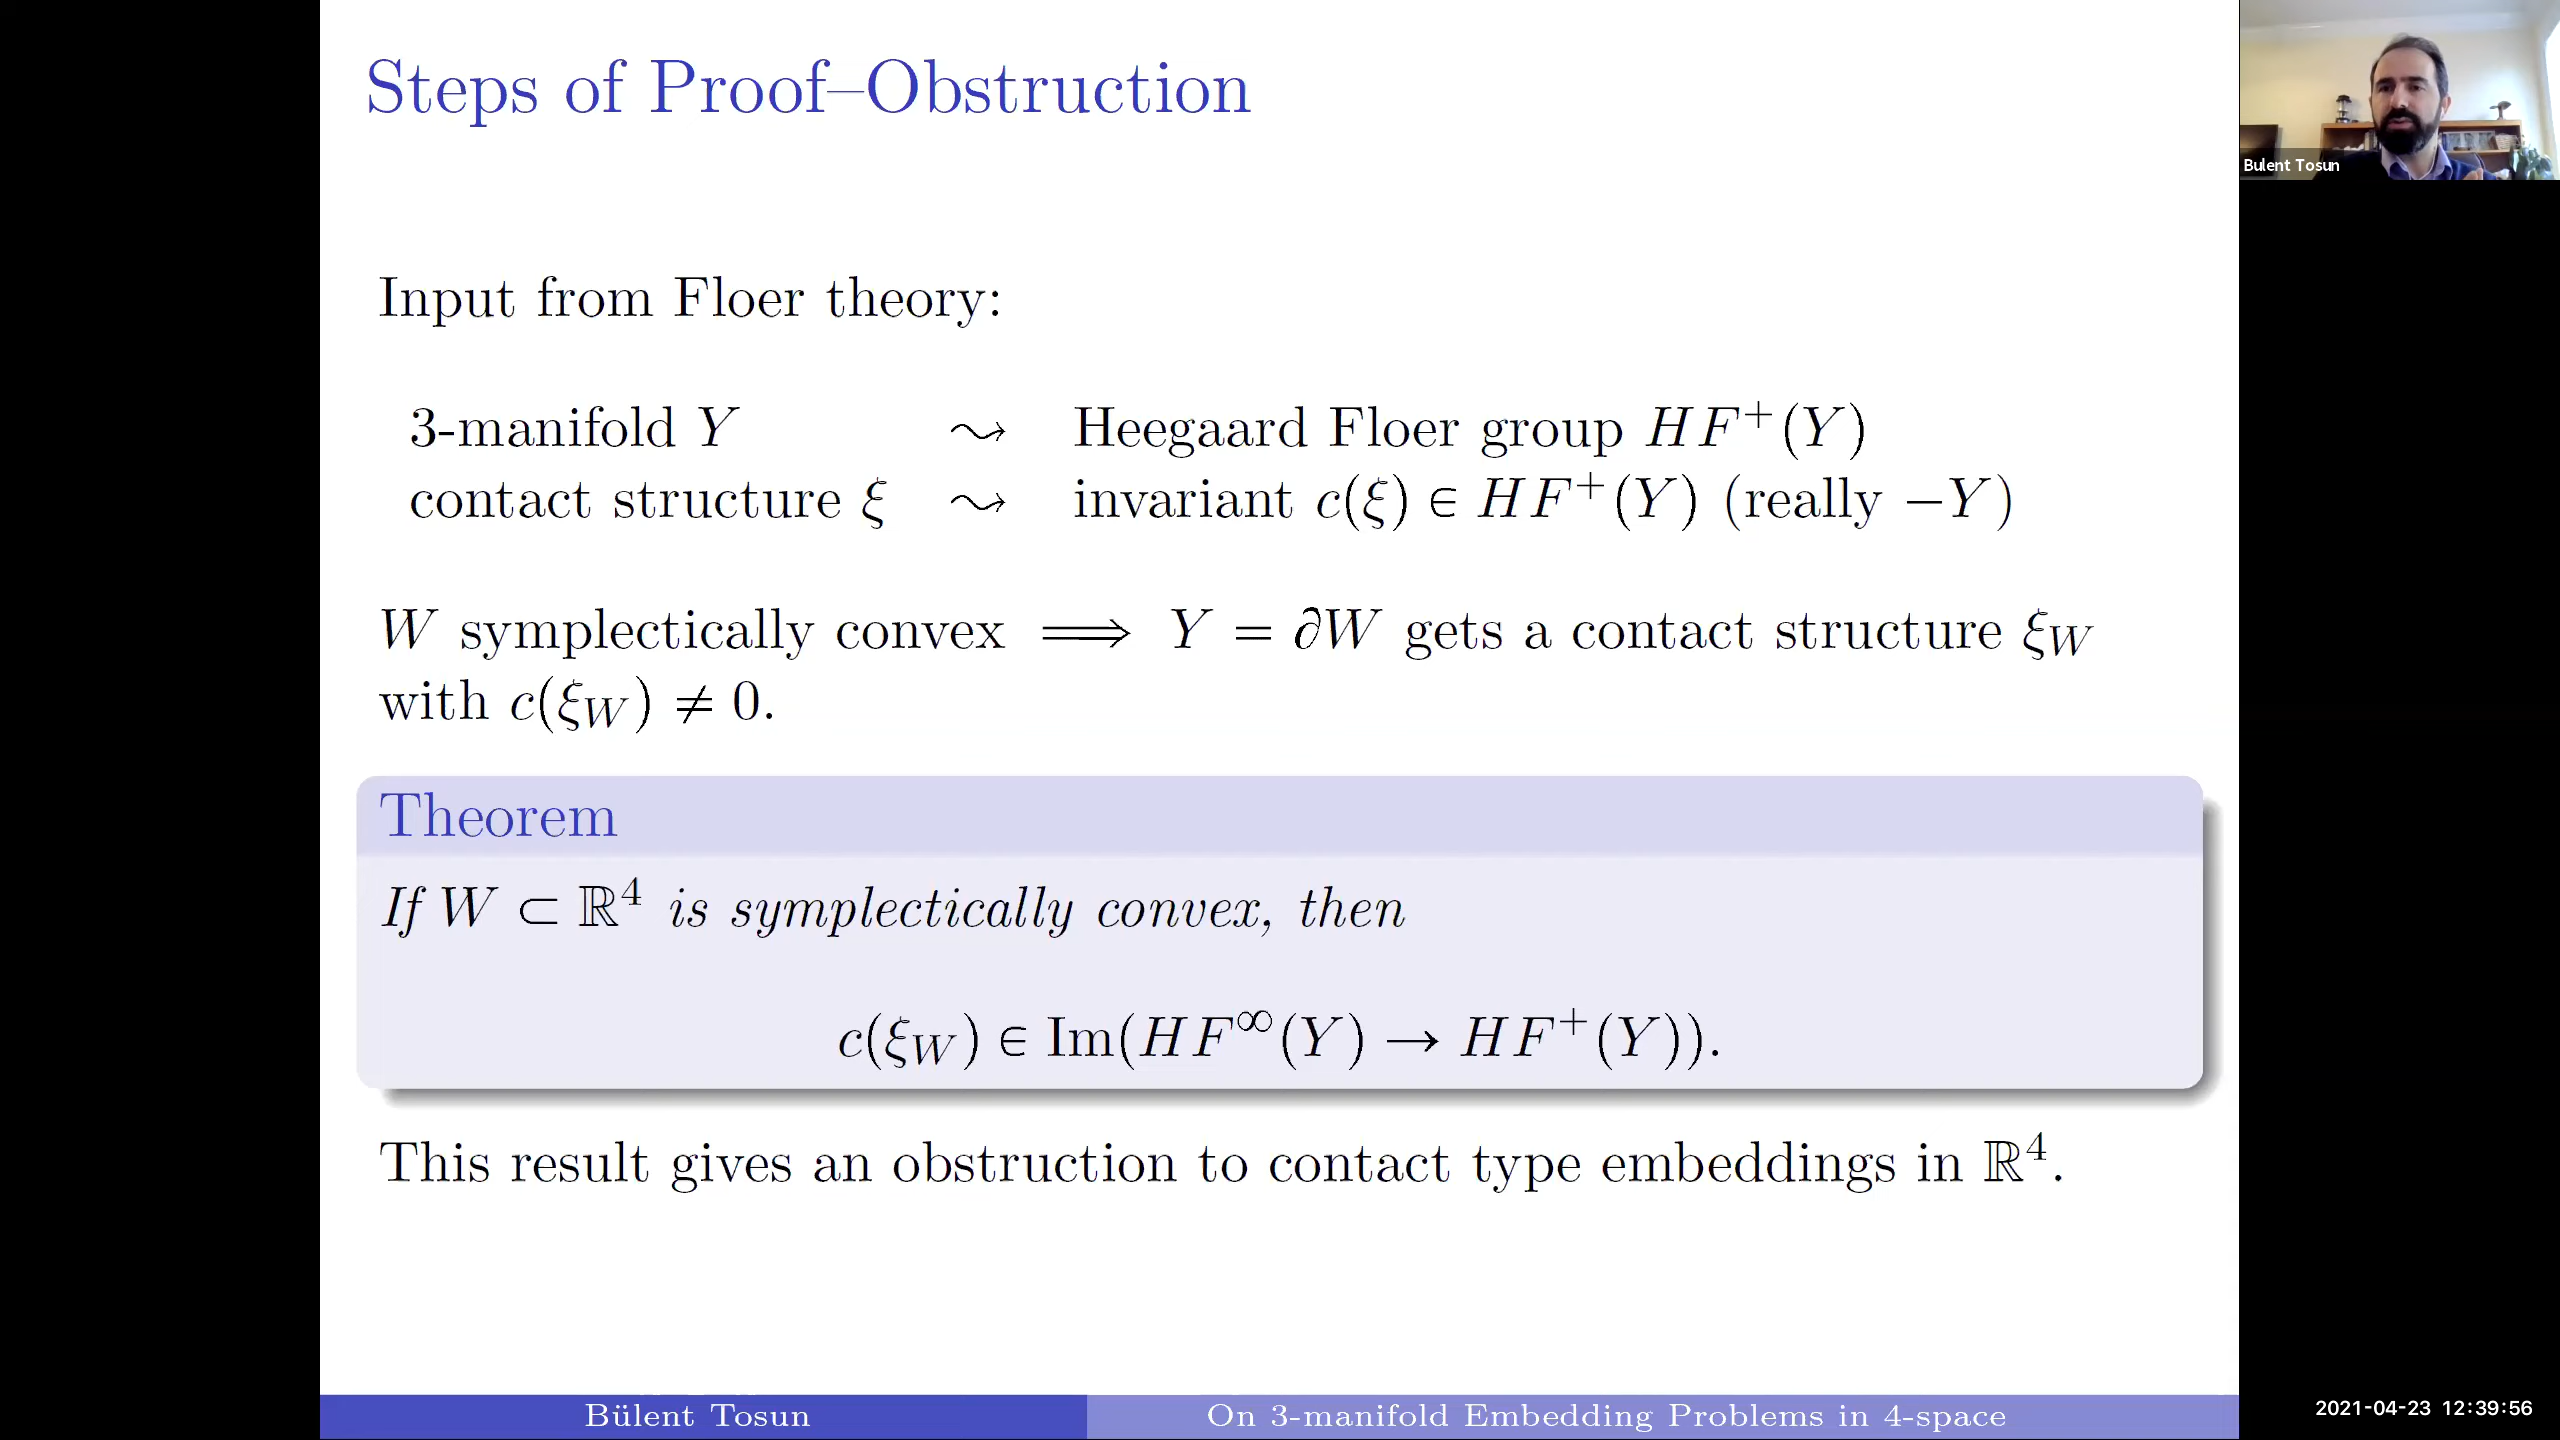 Steps of Proof–Obstruction
Bulent Tosun
Input from Floer theory:
3-manifold Y ⇝ Heegaard Floer group HF⁺(Y)
contact structure ξ ⇝ invariant c(ξ) ∈ HF⁺(Y) (really −Y)
W symplectically convex ⟹ Y = ∂W gets a contact structure ξ_W
with c(ξ_W) ≠ 0.
Theorem
If W ⊂ ℝ⁴ is symplectically convex, then
c(ξ_W) ∈ Im(HF^∞(Y) → HF⁺(Y)).
This result gives an obstruction to contact type embeddings in ℝ⁴.
Bülent Tosun
On 3-manifold Embedding Problems in 4-space
2021-04-23 12:39:56